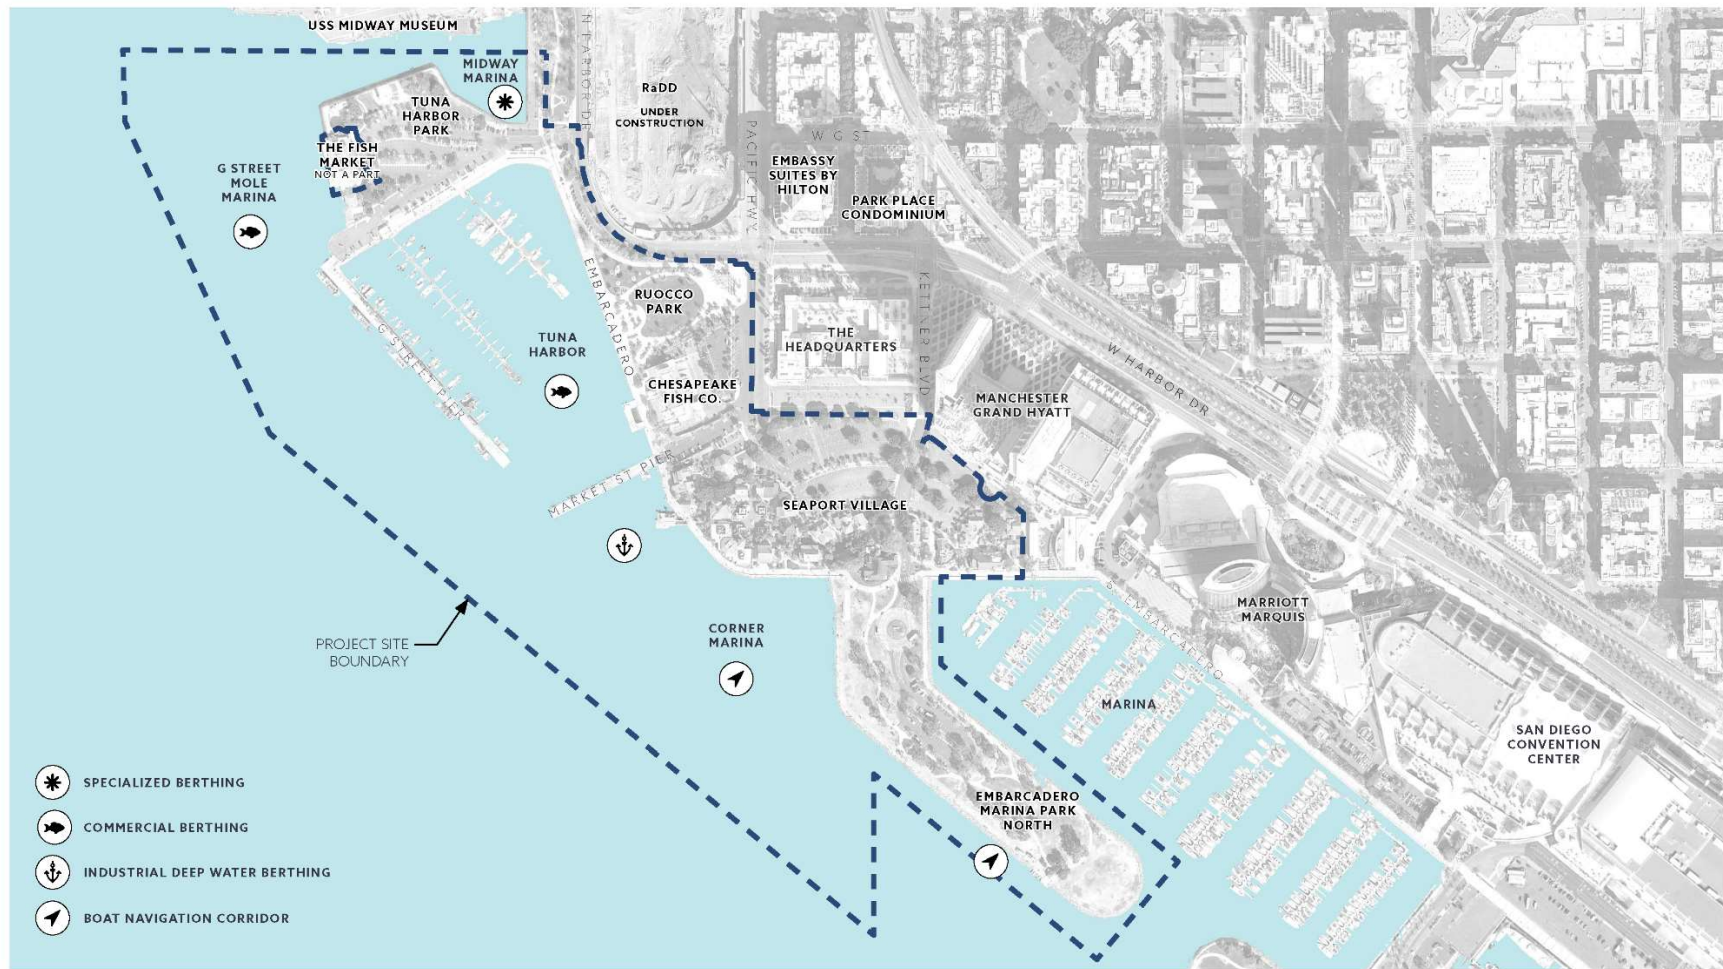 USS MIDWAY MUSEUM
MIDWAY
MARINA
N HARBOR DR
RaDD
UNDER
CONSTRUCTION
TUNA
HARBOR
PARK
THE FISH
MARKET
NOT A PART
G STREET
MOLE
MARINA
PACIFIC HWY
W G ST
EMBASSY
SUITES BY
HILTON
PARK PLACE
CONDOMINIUM
EMBARCADERO
RUOCCO
PARK
G STREET PIER
TUNA
HARBOR
THE
HEADQUARTERS
KETTNER BLVD
W HARBOR DR
CHESAPEAKE
FISH CO.
MANCHESTER
GRAND HYATT
MARKET ST PIER
SEAPORT VILLAGE
PROJECT SITE
BOUNDARY
CORNER
MARINA
S. EMBARCADERO
MARRIOTT
MARQUIS
MARINA
SAN DIEGO
CONVENTION
CENTER
EMBARCADERO
MARINA PARK
NORTH
SPECIALIZED BERTHING
COMMERCIAL BERTHING
INDUSTRIAL DEEP WATER BERTHING
BOAT NAVIGATION CORRIDOR